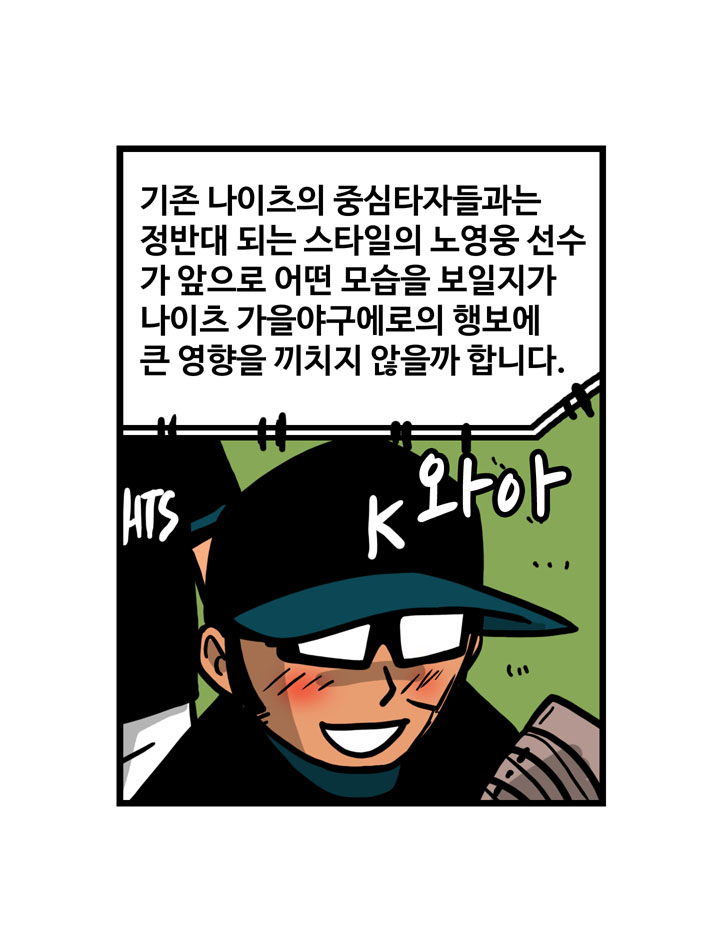 기존 나이츠의 중심타자들과는
정반대 되는 스타일의 노영웅 선수
가 앞으로 어떤 모습을 보일지가
나이츠 가을야구에로의 행보에
큰 영향을 끼치지 않을까 합니다.
와아
K
HTS